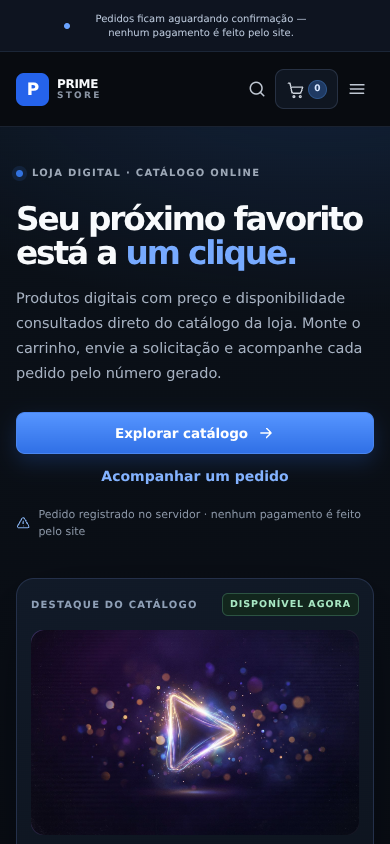 Pedidos ficam aguardando confirmação —
nenhum pagamento é feito pelo site.
P
PRIME
STORE
0
LOJA DIGITAL · CATÁLOGO ONLINE
Seu próximo favorito
está a um clique.
Produtos digitais com preço e disponibilidade
consultados direto do catálogo da loja. Monte o
carrinho, envie a solicitação e acompanhe cada
pedido pelo número gerado.
Explorar catálogo
Acompanhar um pedido
Pedido registrado no servidor · nenhum pagamento é feito
pelo site
DESTAQUE DO CATÁLOGO
DISPONÍVEL AGORA